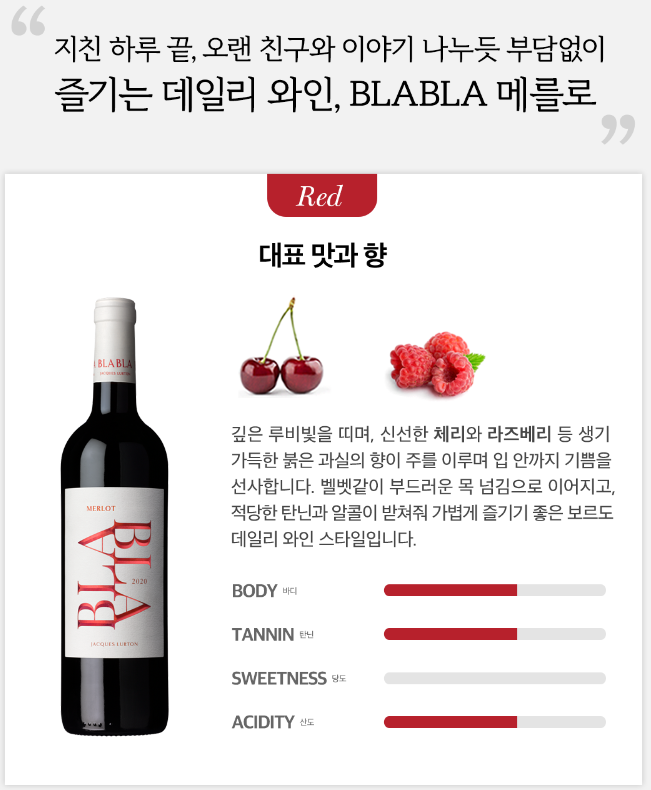 “
지친 하루 끝, 오랜 친구와 이야기 나누듯 부담없이
즐기는 데일리 와인, BLABLA 메를로
”
Red
대표 맛과 향
BLABLA
JACQUES LURTON
MERLOT
BLA
BLA
2020
JACQUES LURTON
깊은 루비빛을 띠며, 신선한 체리와 라즈베리 등 생기
가득한 붉은 과실의 향이 주를 이루며 입 안까지 기쁨을
선사합니다. 벨벳같이 부드러운 목 넘김으로 이어지고,
적당한 탄닌과 알콜이 받쳐줘 가볍게 즐기기 좋은 보르도
데일리 와인 스타일입니다.
BODY 바디
TANNIN 탄닌
SWEETNESS 당도
ACIDITY 산도